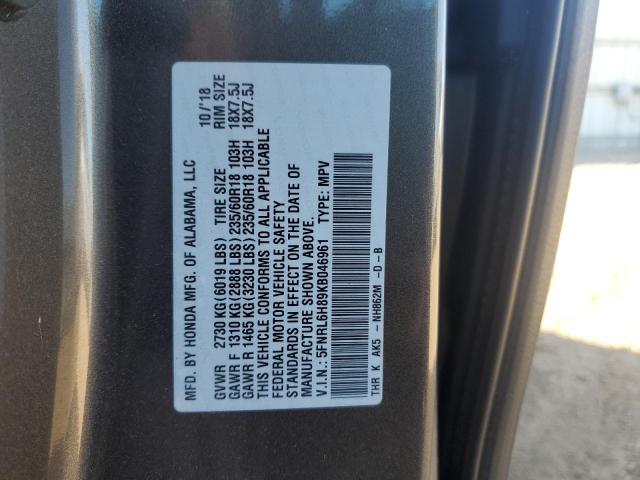 MFD. BY HONDA MFG. OF ALABAMA, LLC 10/'18
GVWR 2730 KG(6019 LBS) TIRE SIZE RIM SIZE
GAWR F 1310 KG(2888 LBS) 235/60R18 103H 18X7.5J
GAWR R 1465 KG(3230 LBS) 235/60R18 103H 18X7.5J
THIS VEHICLE CONFORMS TO ALL APPLICABLE
FEDERAL MOTOR VEHICLE SAFETY
STANDARDS IN EFFECT ON THE DATE OF
MANUFACTURE SHOWN ABOVE.
V.I.N.: 5FNRL6H89KB046961 TYPE: MPV
THR K AK5 - NH862M -D-B